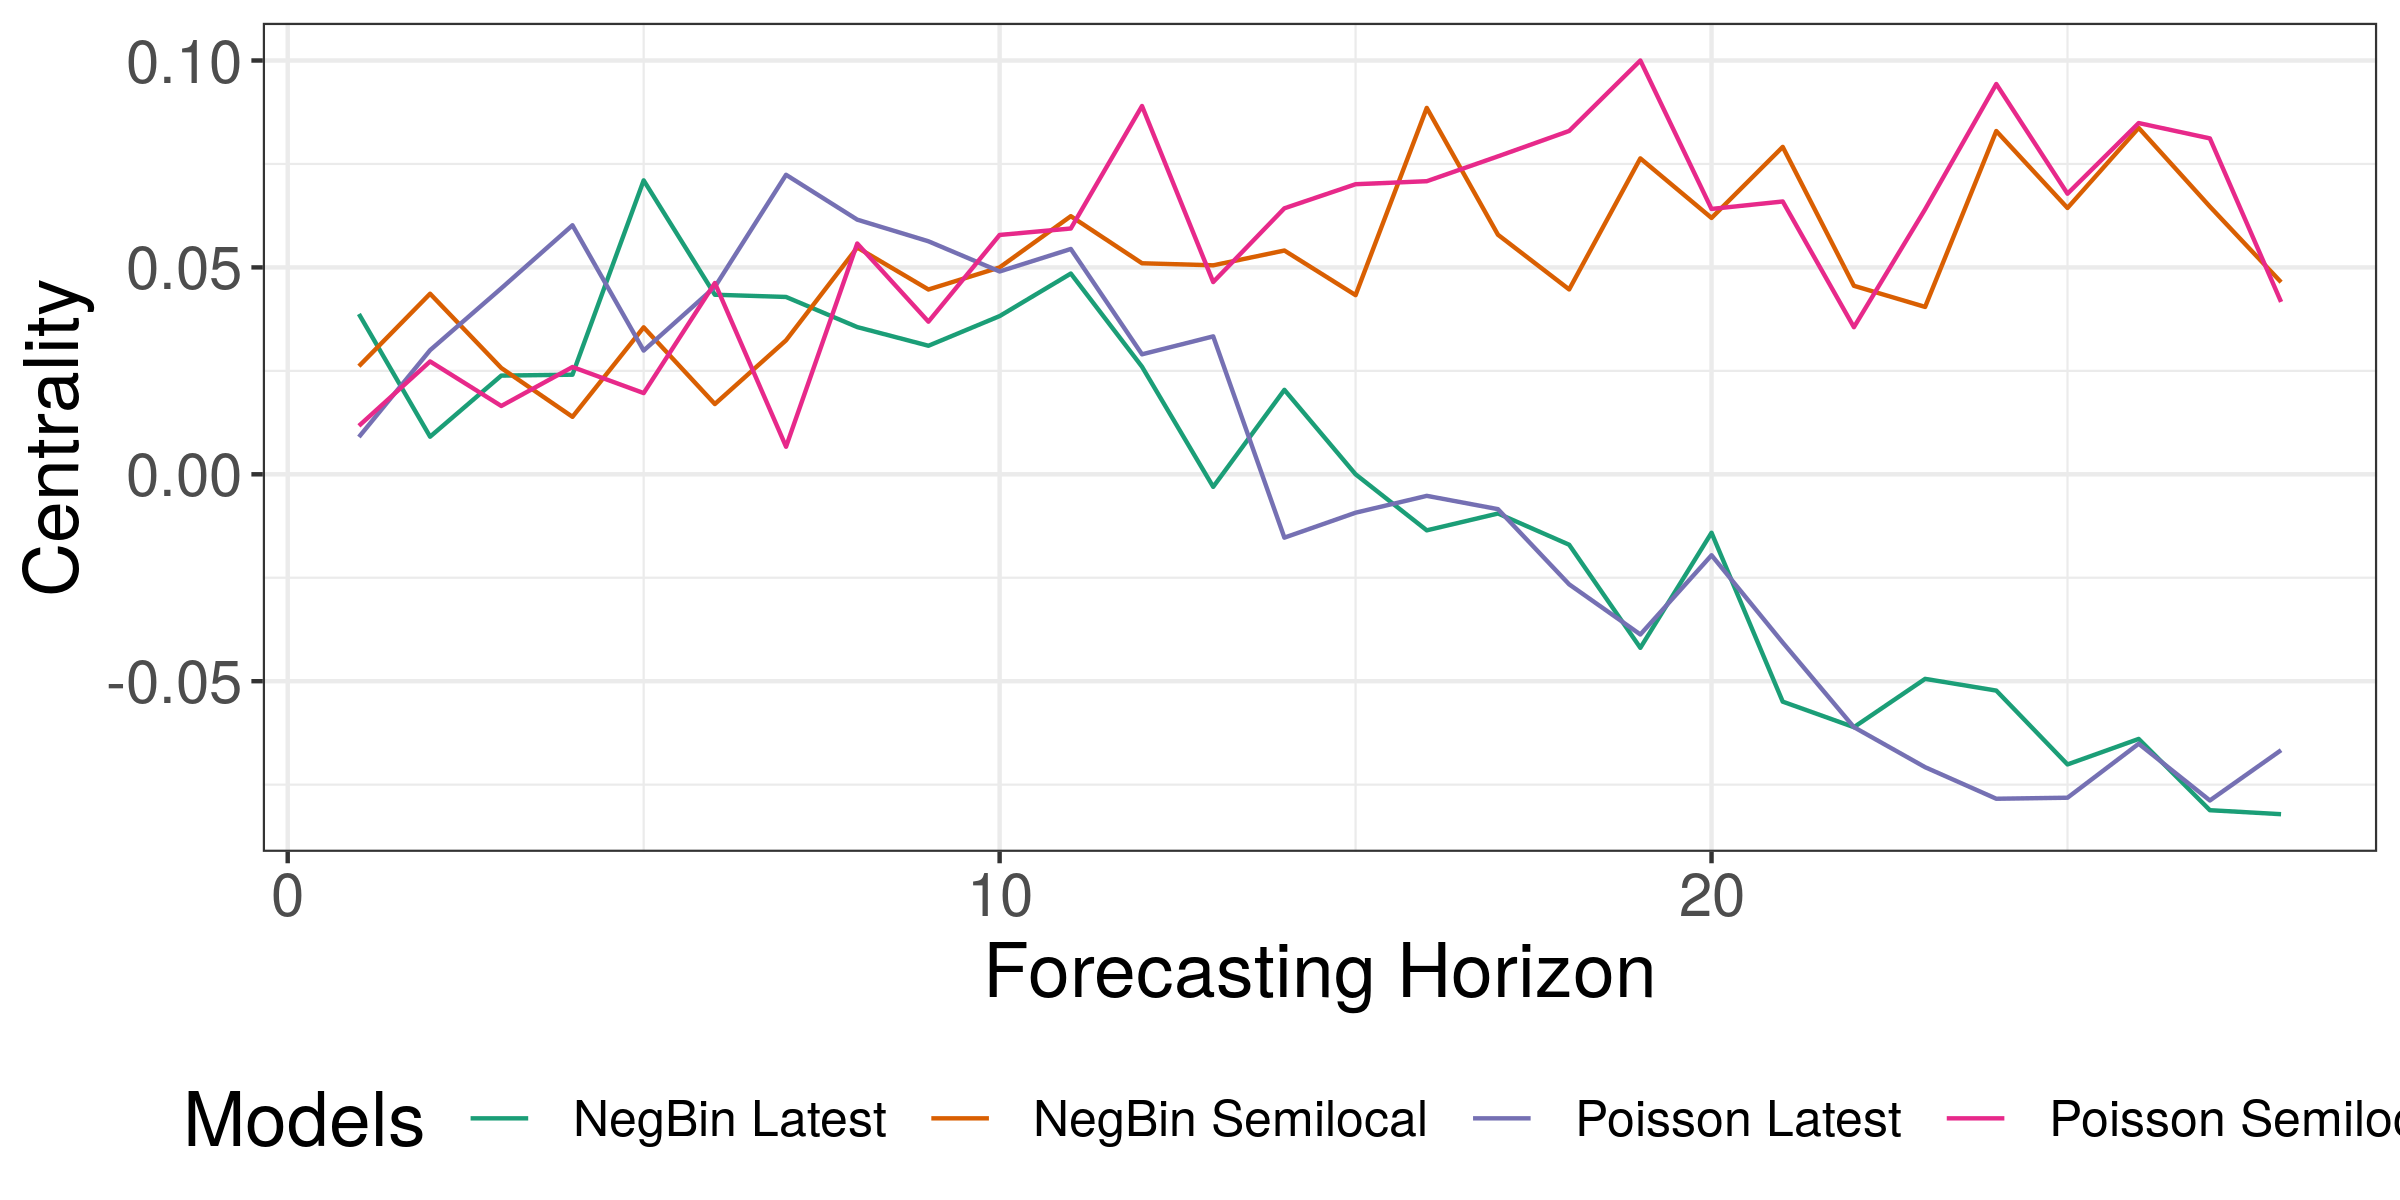 0.10
0.05
0.00
-0.05
Centrality
0 10 20
Forecasting Horizon
Models NegBin Latest NegBin Semilocal Poisson Latest Poisson